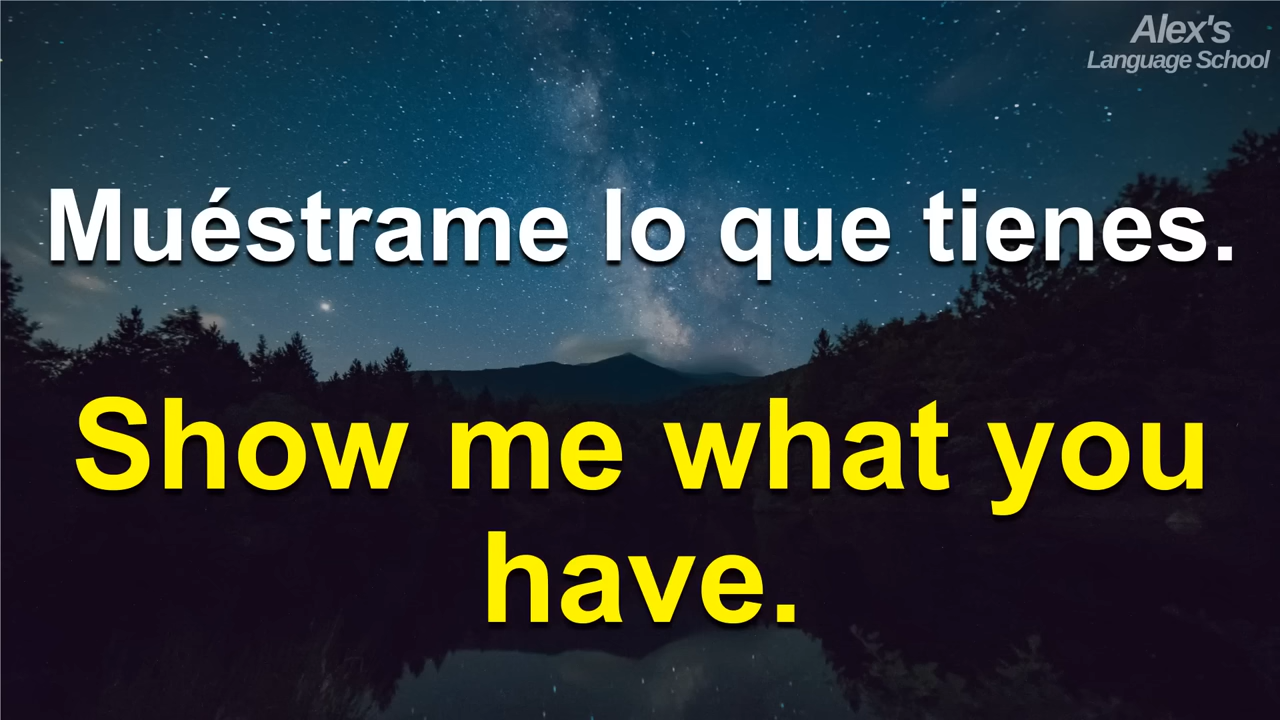 Alex's
Language School
Muéstrame lo que tienes.
Show me what you
have.